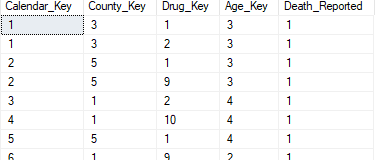 Calendar_Key County_Key Drug_Key Age_Key Death_Reported
1 3 1 3 1
1 3 2 3 1
2 5 1 3 1
2 5 9 3 1
3 1 2 4 1
4 1 10 4 1
5 5 1 4 1
6 1 9 2 1